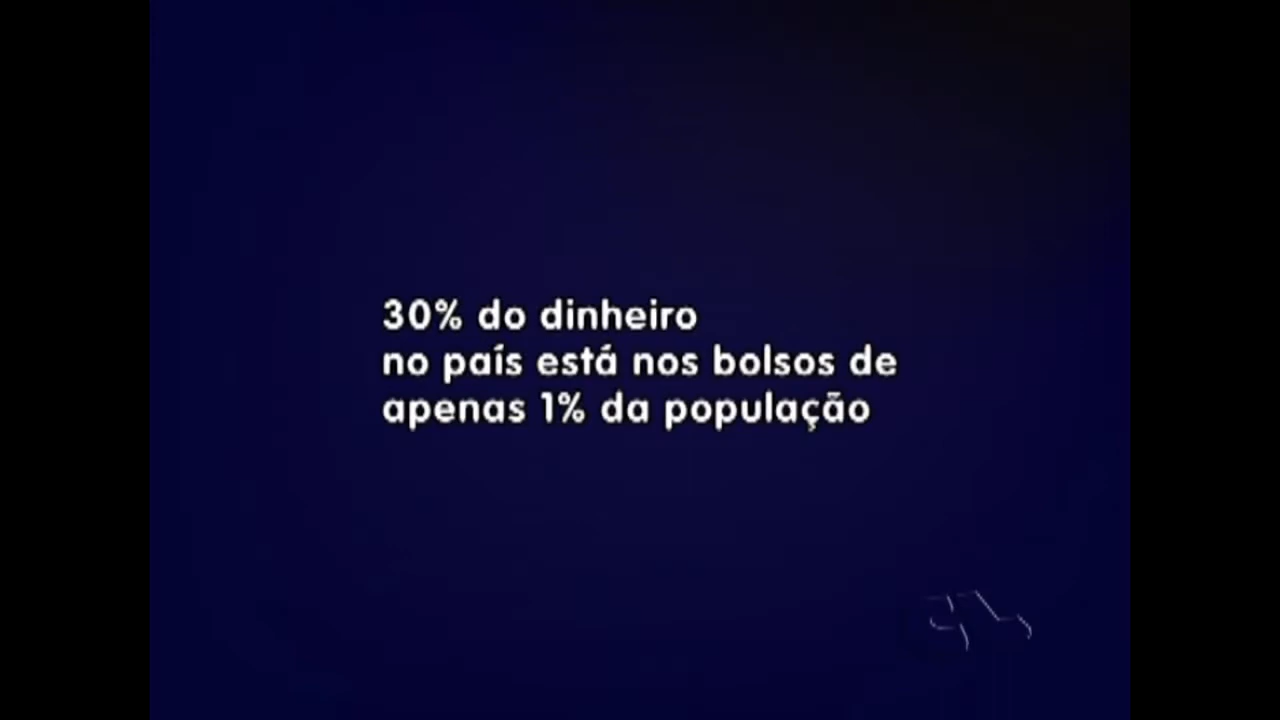 30% do dinheiro
no país está nos bolsos de
apenas 1% da população